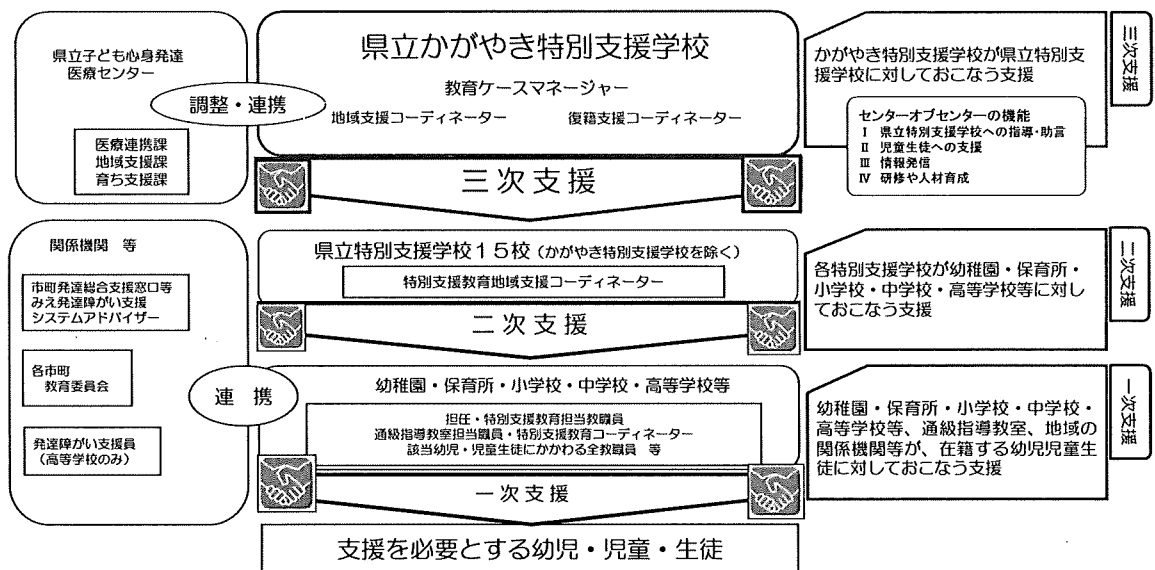 県立子ども心身発達
医療センター
調整・連携
医療連携課
地域支援課
育ち支援課
県立かがやき特別支援学校
教育ケースマネージャー
地域支援コーディネーター 復籍支援コーディネーター
三次支援
かがやき特別支援学校が県立特別支
援学校に対しておこなう支援
センターオブセンターの機能
Ⅰ 県立特別支援学校への指導・助言
Ⅱ 児童生徒への支援
Ⅲ 情報発信
Ⅳ 研修や人材育成
三次支援
関係機関 等
市町発達総合支援窓口等
みえ発達障がい支援
システムアドバイザー
各市町
教育委員会
発達障がい支援員
(高等学校のみ)
連 携
県立特別支援学校15校(かがやき特別支援学校を除く)
特別支援教育地域支援コーディネーター
二次支援
各特別支援学校が幼稚園・保育所・
小学校・中学校・高等学校等に対し
ておこなう支援
二次支援
幼稚園・保育所・小学校・中学校・高等学校等
担任・特別支援教育担当教職員
通級指導教室担当職員・特別支援教育コーディネーター
該当幼児・児童生徒にかかわる全教職員 等
一次支援
幼稚園・保育所・小学校・中学校・
高等学校等、通級指導教室、地域の
関係機関等が、在籍する幼児児童生
徒に対しておこなう支援
一次支援
支援を必要とする幼児・児童・生徒